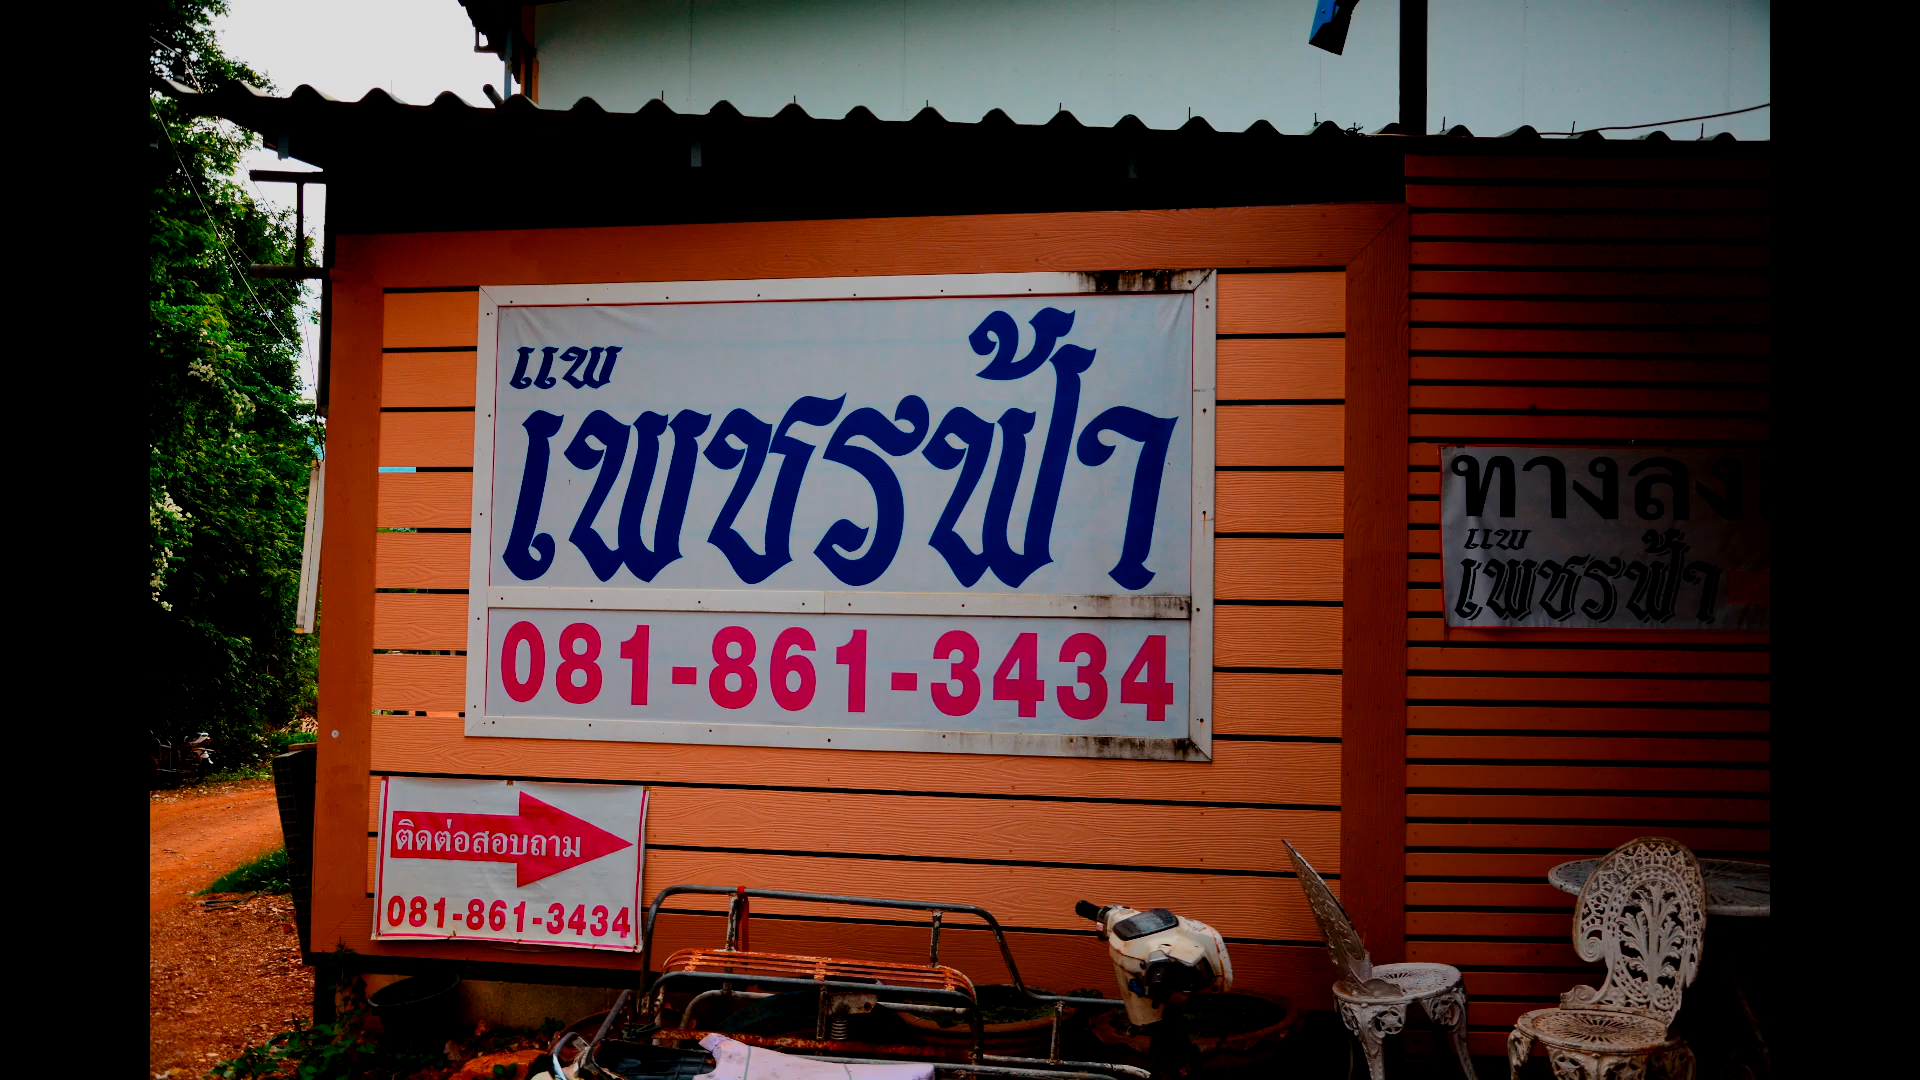 แพ
เพชรฟ้า
081-861-3434
ติดต่อสอบถาม
081-861-3434
ทางลง
แพ
เพชรฟ้า